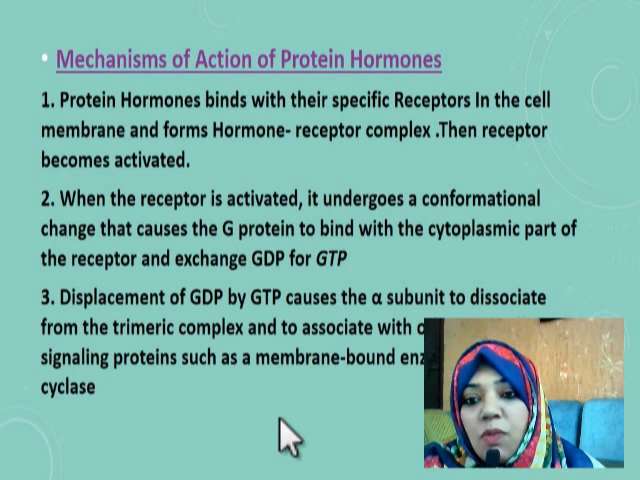 Mechanisms of Action of Protein Hormones
1. Protein Hormones binds with their specific Receptors In the cell
membrane and forms Hormone- receptor complex .Then receptor
becomes activated.
2. When the receptor is activated, it undergoes a conformational
change that causes the G protein to bind with the cytoplasmic part of
the receptor and exchange GDP for GTP
3. Displacement of GDP by GTP causes the α subunit to dissociate
from the trimeric complex and to associate with
signaling proteins such as a membrane-bound
cyclase